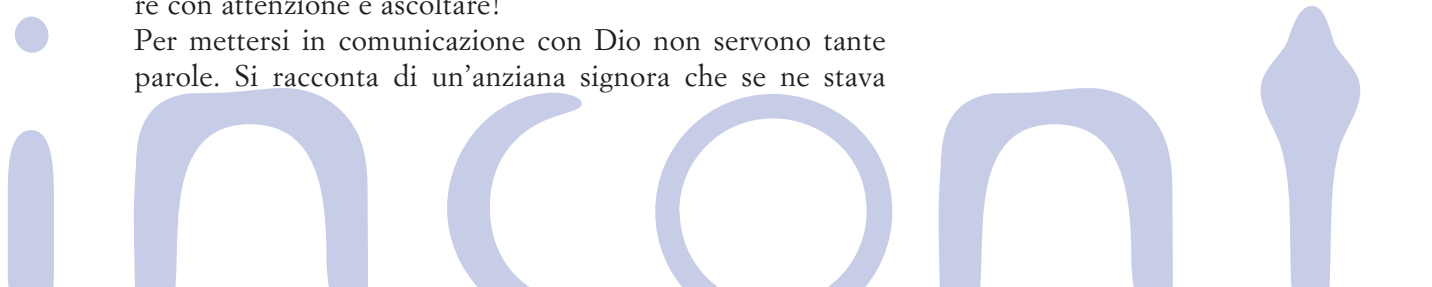 re con attenzione e ascoltare!
Per mettersi in comunicazione con Dio non servono tante
parole. Si racconta di un'anziana signora che se ne stava
incon